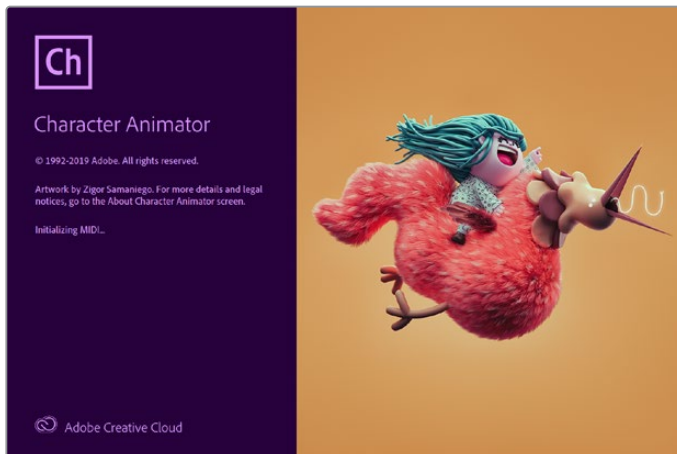 Ch
Character Animator
© 1992-2019 Adobe. All rights reserved.
Artwork by Zigor Samaniego. For more details and legal
notices, go to the About Character Animator screen.
Initializing MIDI...
Adobe Creative Cloud